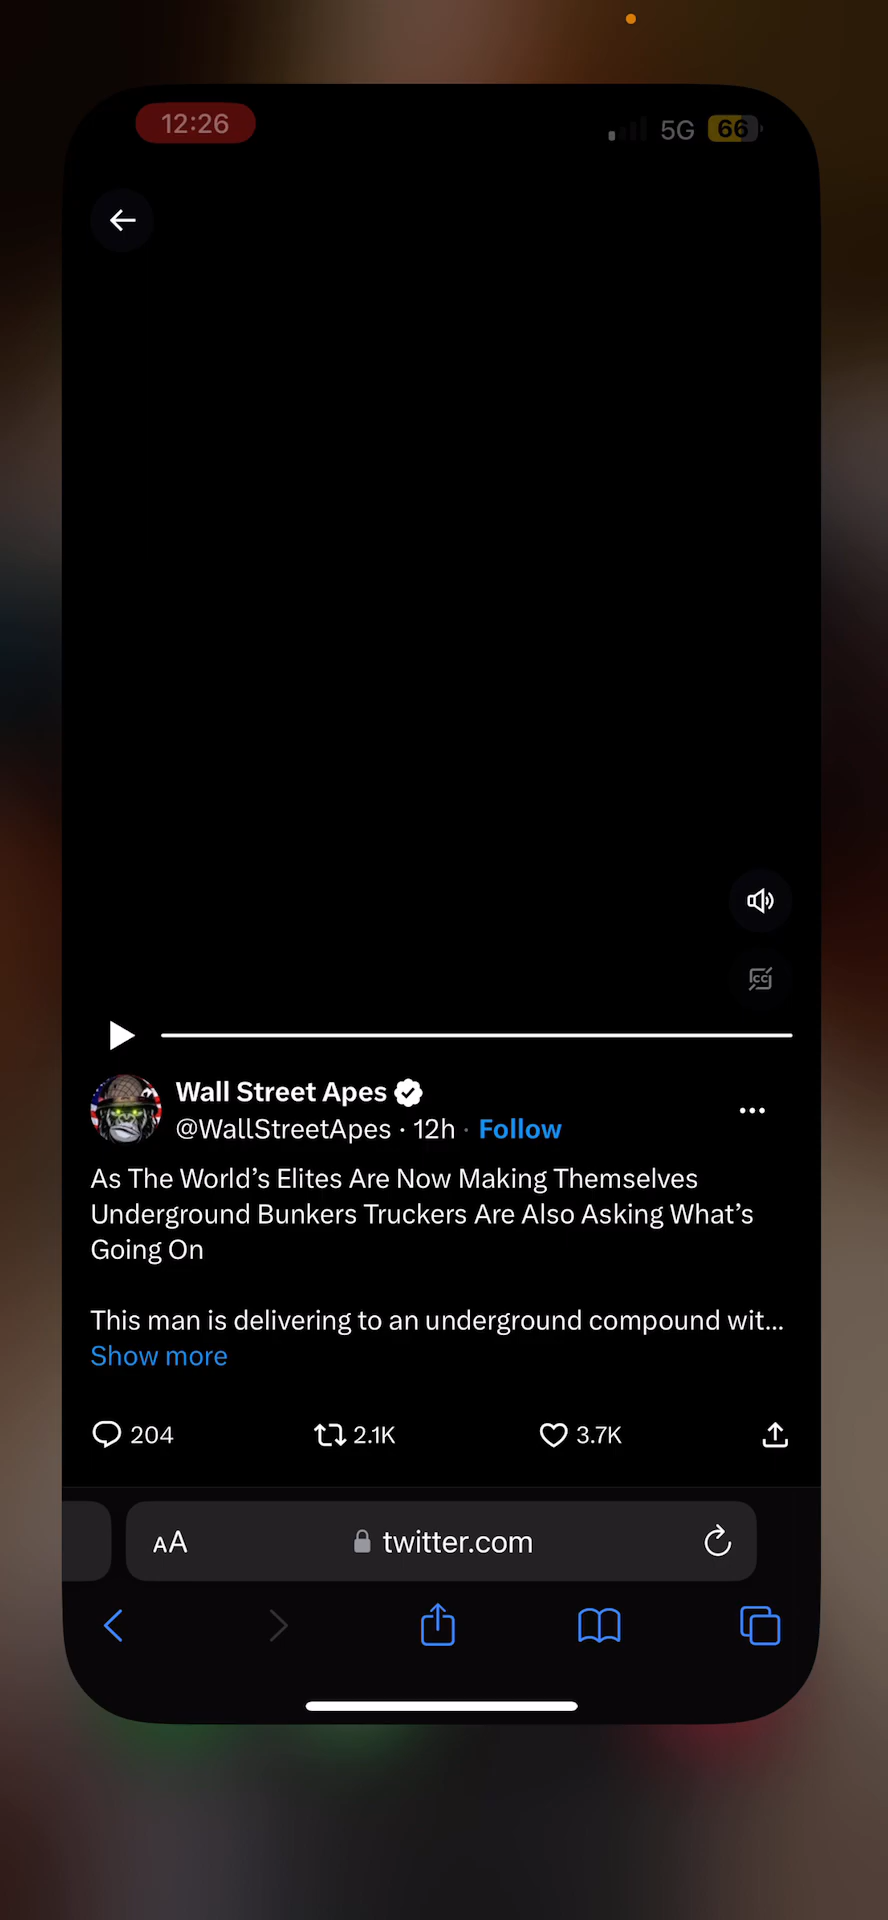 12:26
5G
66
CC
Wall Street Apes
@WallStreetApes · 12h · Follow
As The World’s Elites Are Now Making Themselves
Underground Bunkers Truckers Are Also Asking What’s
Going On
This man is delivering to an underground compound wit...
Show more
204
2.1K
3.7K
AA
twitter.com